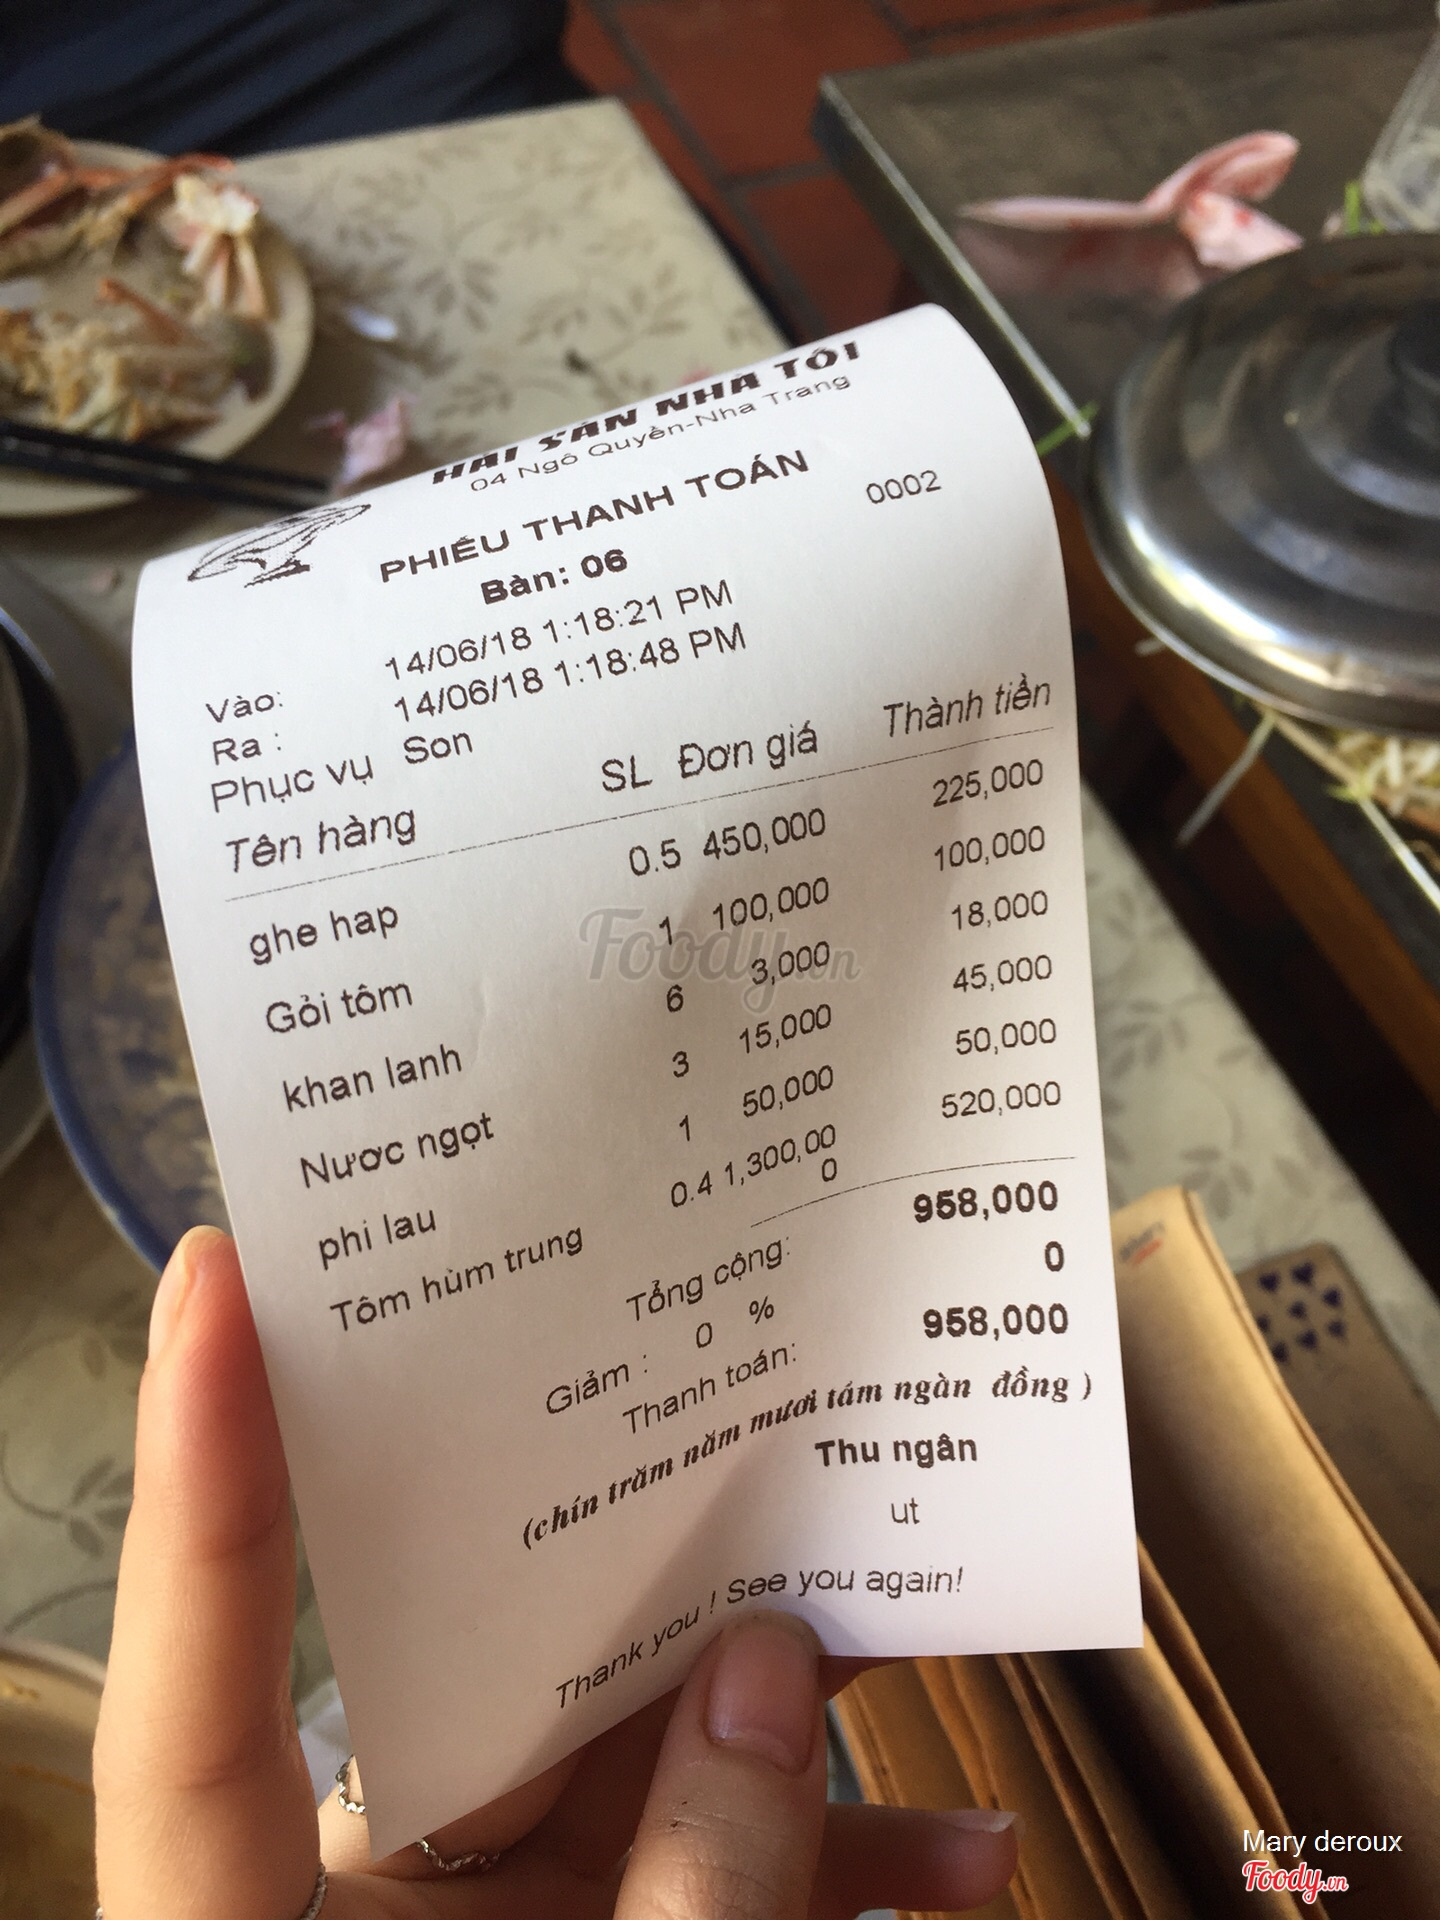 HẢI SẢN NHÀ TÔI
04 Ngô Quyền-Nha Trang
PHIẾU THANH TOÁN
0002
Bàn: 06
Vào: 14/06/18 1:18:21 PM
Ra : 14/06/18 1:18:48 PM
Phục vụ Son
Tên hàng SL Đơn giá Thành tiền
ghe hap 0.5 450,000 225,000
Gỏi tôm 1 100,000 100,000
khan lanh 6 3,000 18,000
Nược ngọt 3 15,000 45,000
phi lau 1 50,000 50,000
Tôm hùm trung 0.4 1,300,00 520,000
0
Tổng cộng: 958,000
Giảm : 0 % 0
Thanh toán: 958,000
(chín trăm năm mươi tám ngàn đồng )
Thu ngân
ut
Thank you ! See you again!
Foody.vn
Mary deroux
Foody.vn